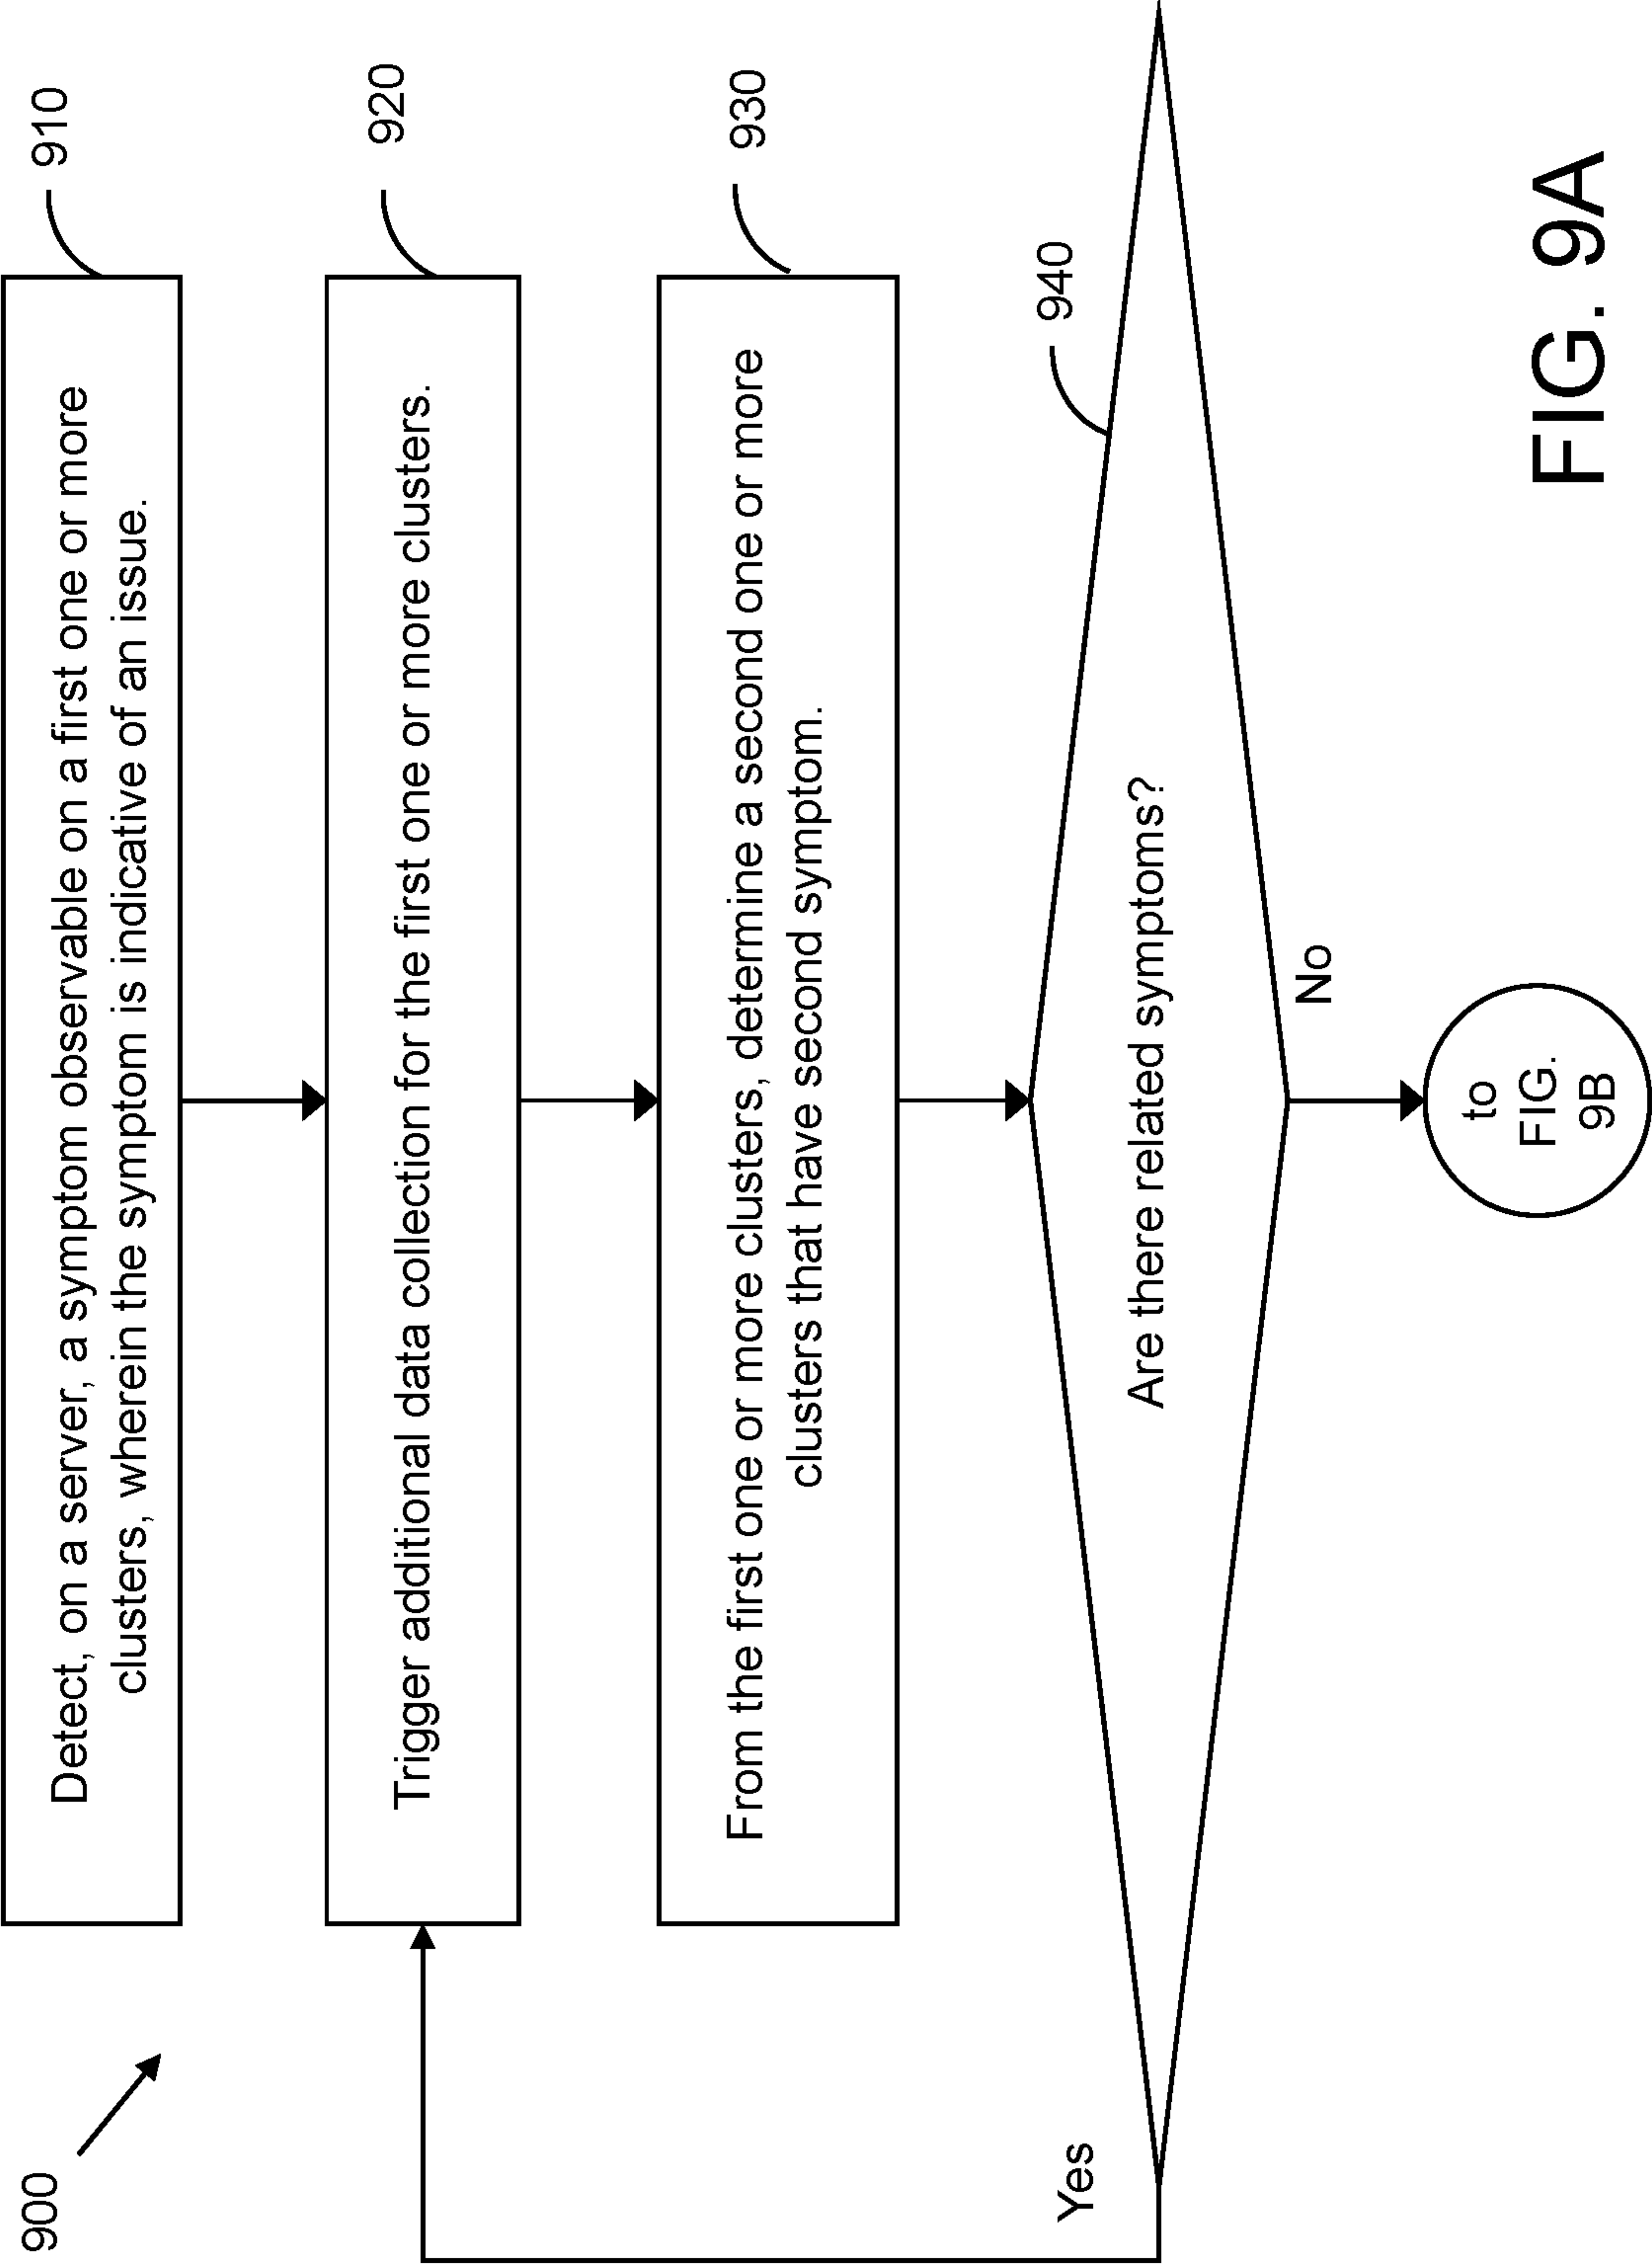 900
Detect, on a server, a symptom observable on a first one or more
clusters, wherein the symptom is indicative of an issue.
910
Trigger additional data collection for the first one or more clusters.
920
From the first one or more clusters, determine a second one or more
clusters that have second symptom.
930
Are there related symptoms?
940
Yes
No
to
FIG.
9B
FIG. 9A